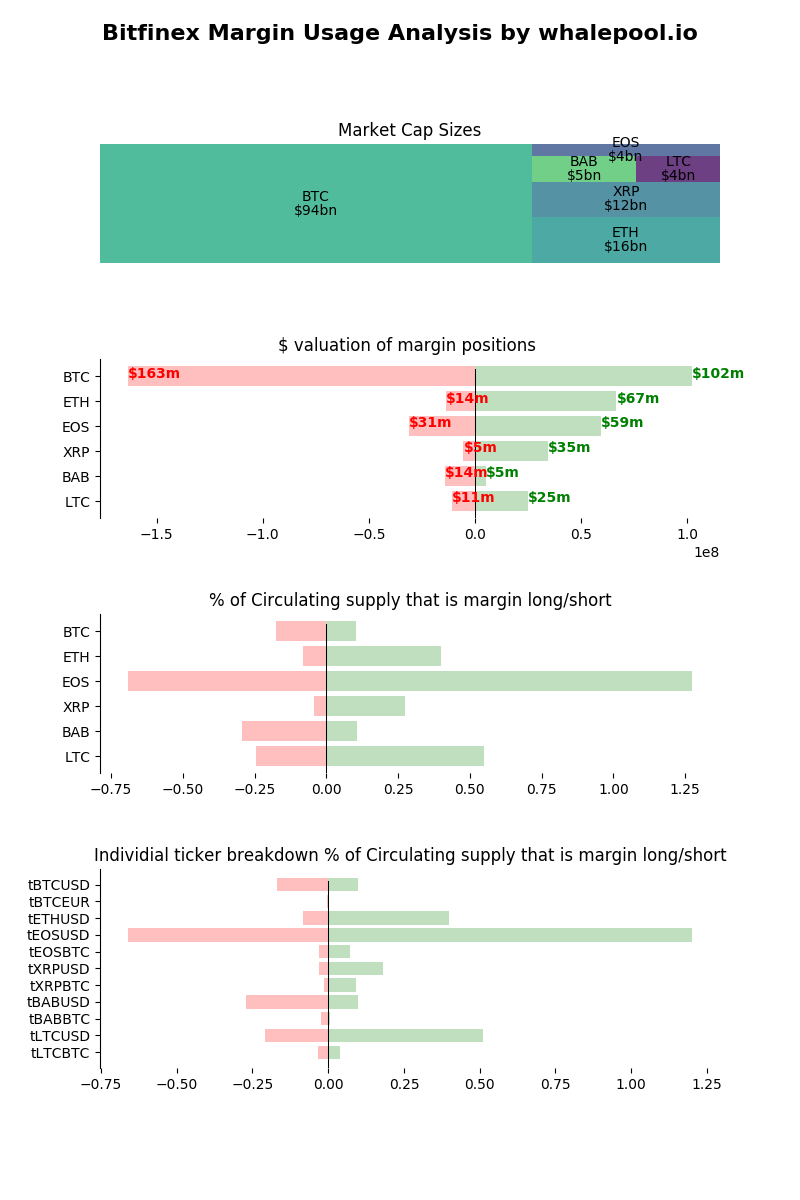 Bitfinex Margin Usage Analysis by whalepool.io
Market Cap Sizes
EOS
$4bn
BAB
$5bn
LTC
$4bn
BTC
$94bn
XRP
$12bn
ETH
$16bn
$ valuation of margin positions
BTC $163m $102m
ETH $14m $67m
EOS $31m $59m
XRP $5m $35m
BAB $14m $5m
LTC $11m $25m
−1.5 −1.0 −0.5 0.0 0.5 1.0
1e8
% of Circulating supply that is margin long/short
BTC
ETH
EOS
XRP
BAB
LTC
−0.75 −0.50 −0.25 0.00 0.25 0.50 0.75 1.00 1.25
Individial ticker breakdown % of Circulating supply that is margin long/short
tBTCUSD
tBTCEUR
tETHUSD
tEOSUSD
tEOSBTC
tXRPUSD
tXRPBTC
tBABUSD
tBABBTC
tLTCUSD
tLTCBTC
−0.75 −0.50 −0.25 0.00 0.25 0.50 0.75 1.00 1.25